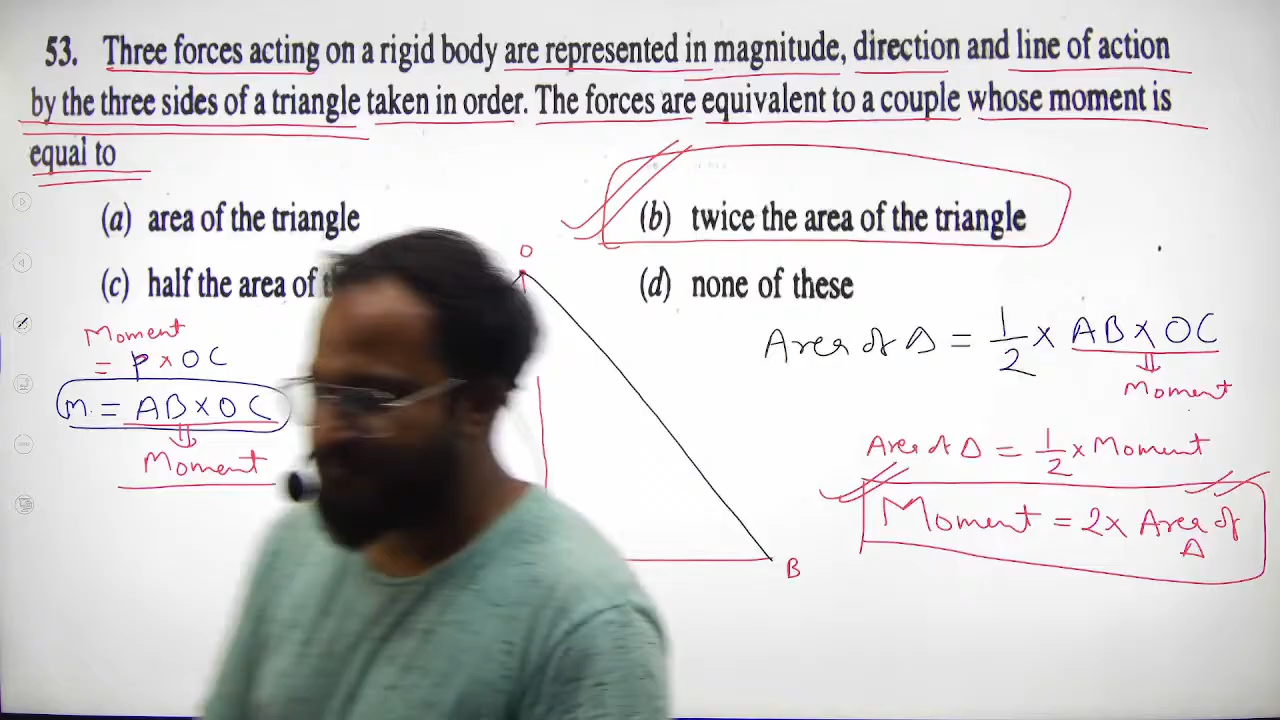 53. Three forces acting on a rigid body are represented in magnitude, direction and line of action
by the three sides of a triangle taken in order. The forces are equivalent to a couple whose moment is
equal to
(a) area of the triangle
(b) twice the area of the triangle
(c) half the area of
(d) none of these
O
Moment
= P × OC
M. = AB × OC
⇓
Moment
Area of Δ = 1/2 × AB × OC
⇓
Moment
Area of Δ = 1/2 × Moment
Moment = 2 × Area of
Δ
B